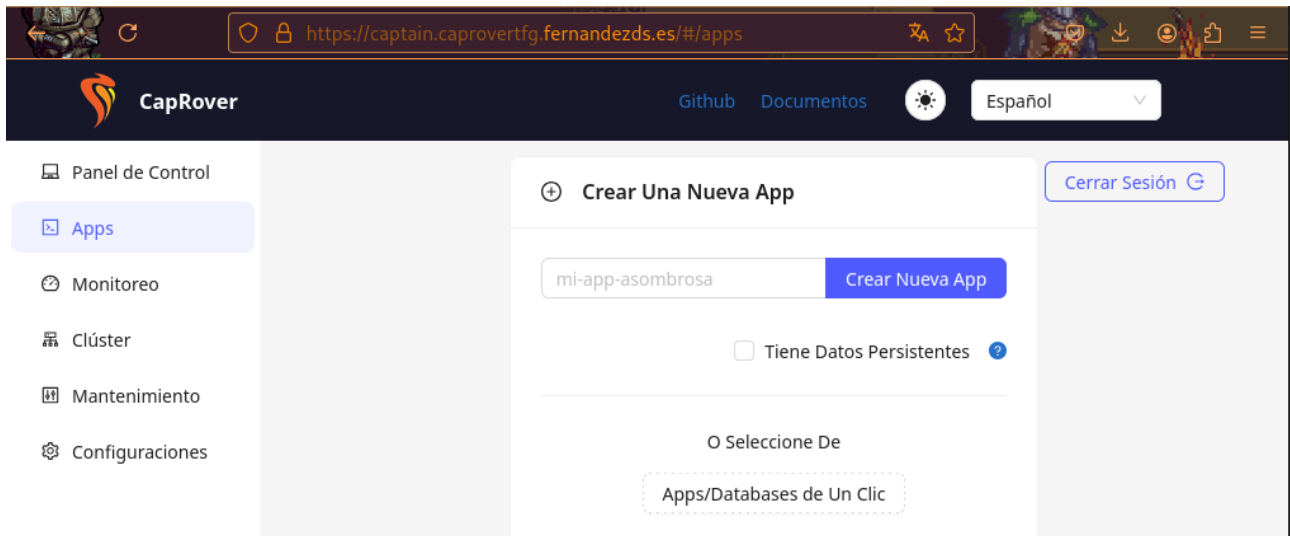 https://captain.caprovertfg.fernandezds.es/#/apps
CapRover
Github Documentos Español
Panel de Control
Apps
Monitoreo
Clúster
Mantenimiento
Configuraciones
Crear Una Nueva App
Cerrar Sesión
mi-app-asombrosa Crear Nueva App
Tiene Datos Persistentes ?
O Seleccione De
Apps/Databases de Un Clic